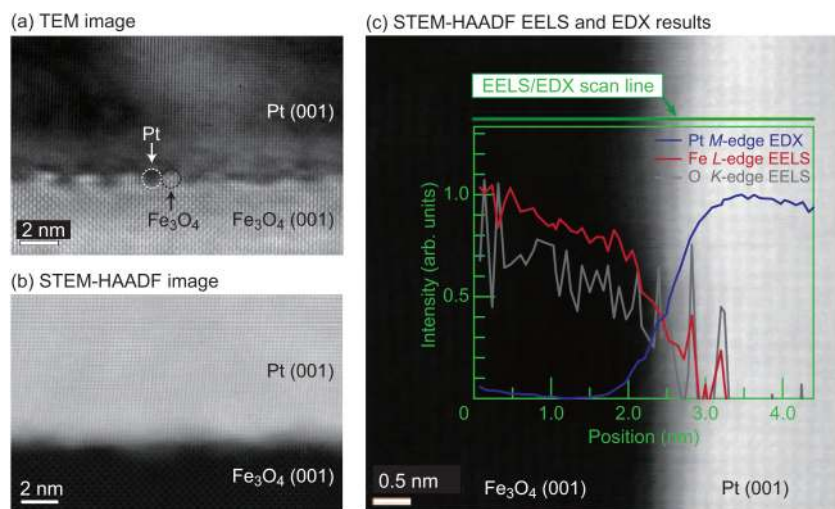 (a) TEM image
Pt (001)
Pt
Fe₃O₄
Fe₃O₄ (001)
2 nm
(b) STEM-HAADF image
Pt (001)
Fe₃O₄ (001)
2 nm
(c) STEM-HAADF EELS and EDX results
EELS/EDX scan line
Pt M-edge EDX
Fe L-edge EELS
O K-edge EELS
1.0
0.5
Intensity (arb. units)
0 1.0 2.0 3.0 4.0
Position (nm)
0.5 nm
Fe₃O₄ (001)
Pt (001)